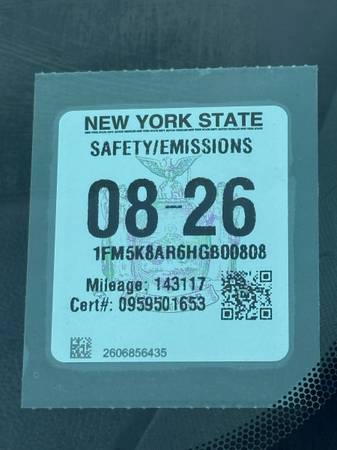 NEW YORK STATE
SAFETY/EMISSIONS
08 26
1FM5K8AR6HGB00808
Mileage: 143117
Cert#: 0959501653
2606856435